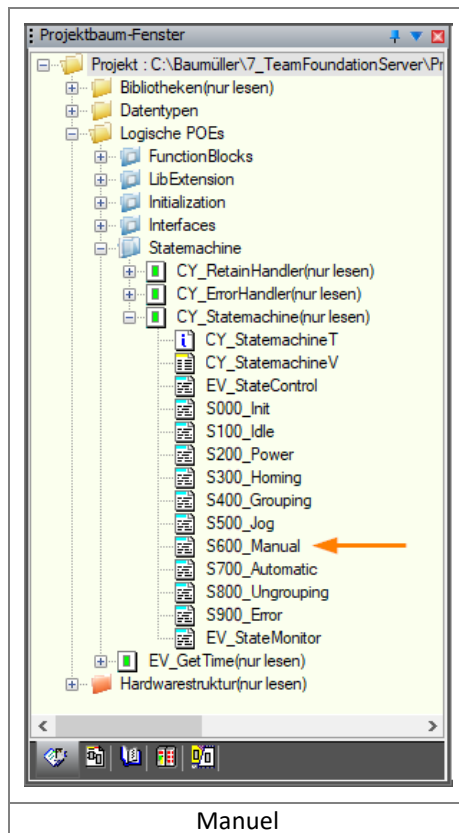 Projektbaum-Fenster
Projekt : C:\Baumüller\7_TeamFoundationServer\Pr
Bibliotheken(nur lesen)
Datentypen
Logische POEs
FunctionBlocks
LibExtension
Initialization
Interfaces
Statemachine
CY_RetainHandler(nur lesen)
CY_ErrorHandler(nur lesen)
CY_Statemachine(nur lesen)
CY_StatemachineT
CY_StatemachineV
EV_StateControl
S000_Init
S100_Idle
S200_Power
S300_Homing
S400_Grouping
S500_Jog
S600_Manual
S700_Automatic
S800_Ungrouping
S900_Error
EV_StateMonitor
EV_GetTime(nur lesen)
Hardwarestruktur(nur lesen)
Manuel